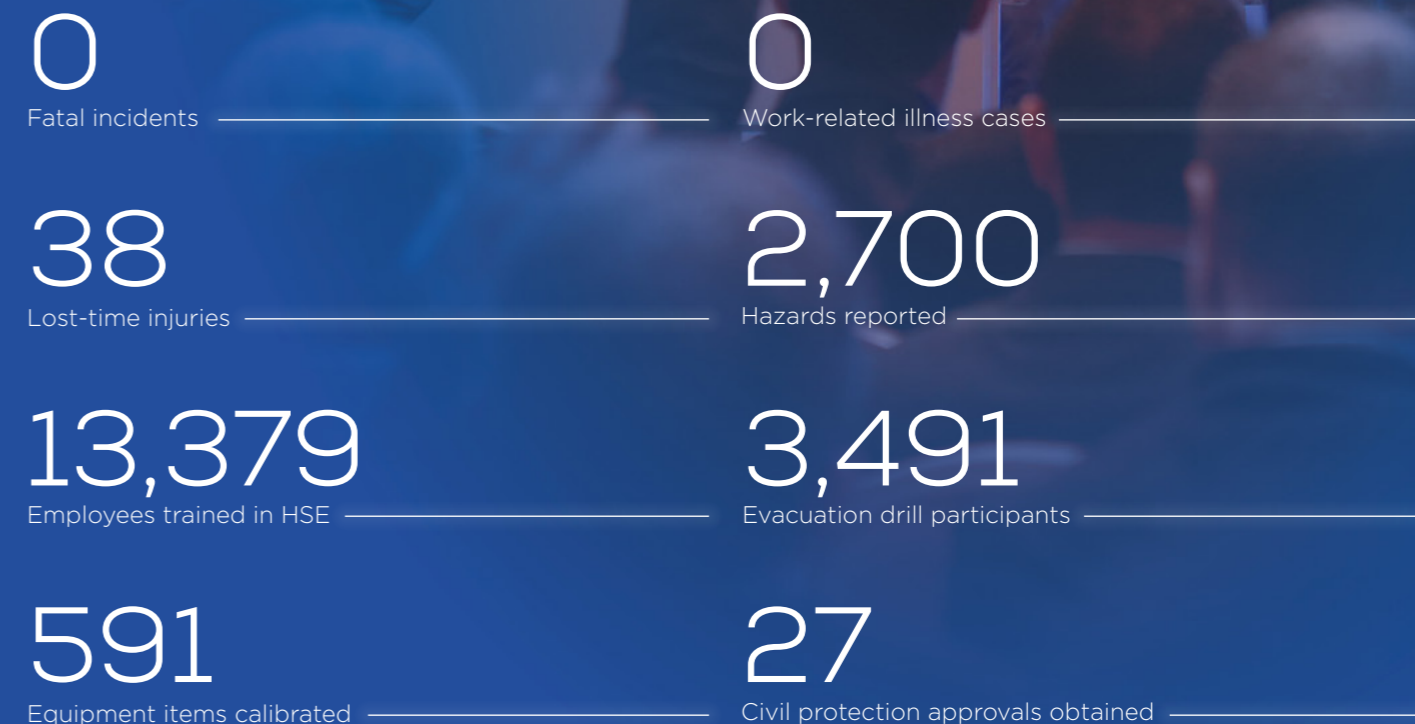 0
Fatal incidents
0
Work-related illness cases
38
Lost-time injuries
2,700
Hazards reported
13,379
Employees trained in HSE
3,491
Evacuation drill participants
591
Equipment items calibrated
27
Civil protection approvals obtained